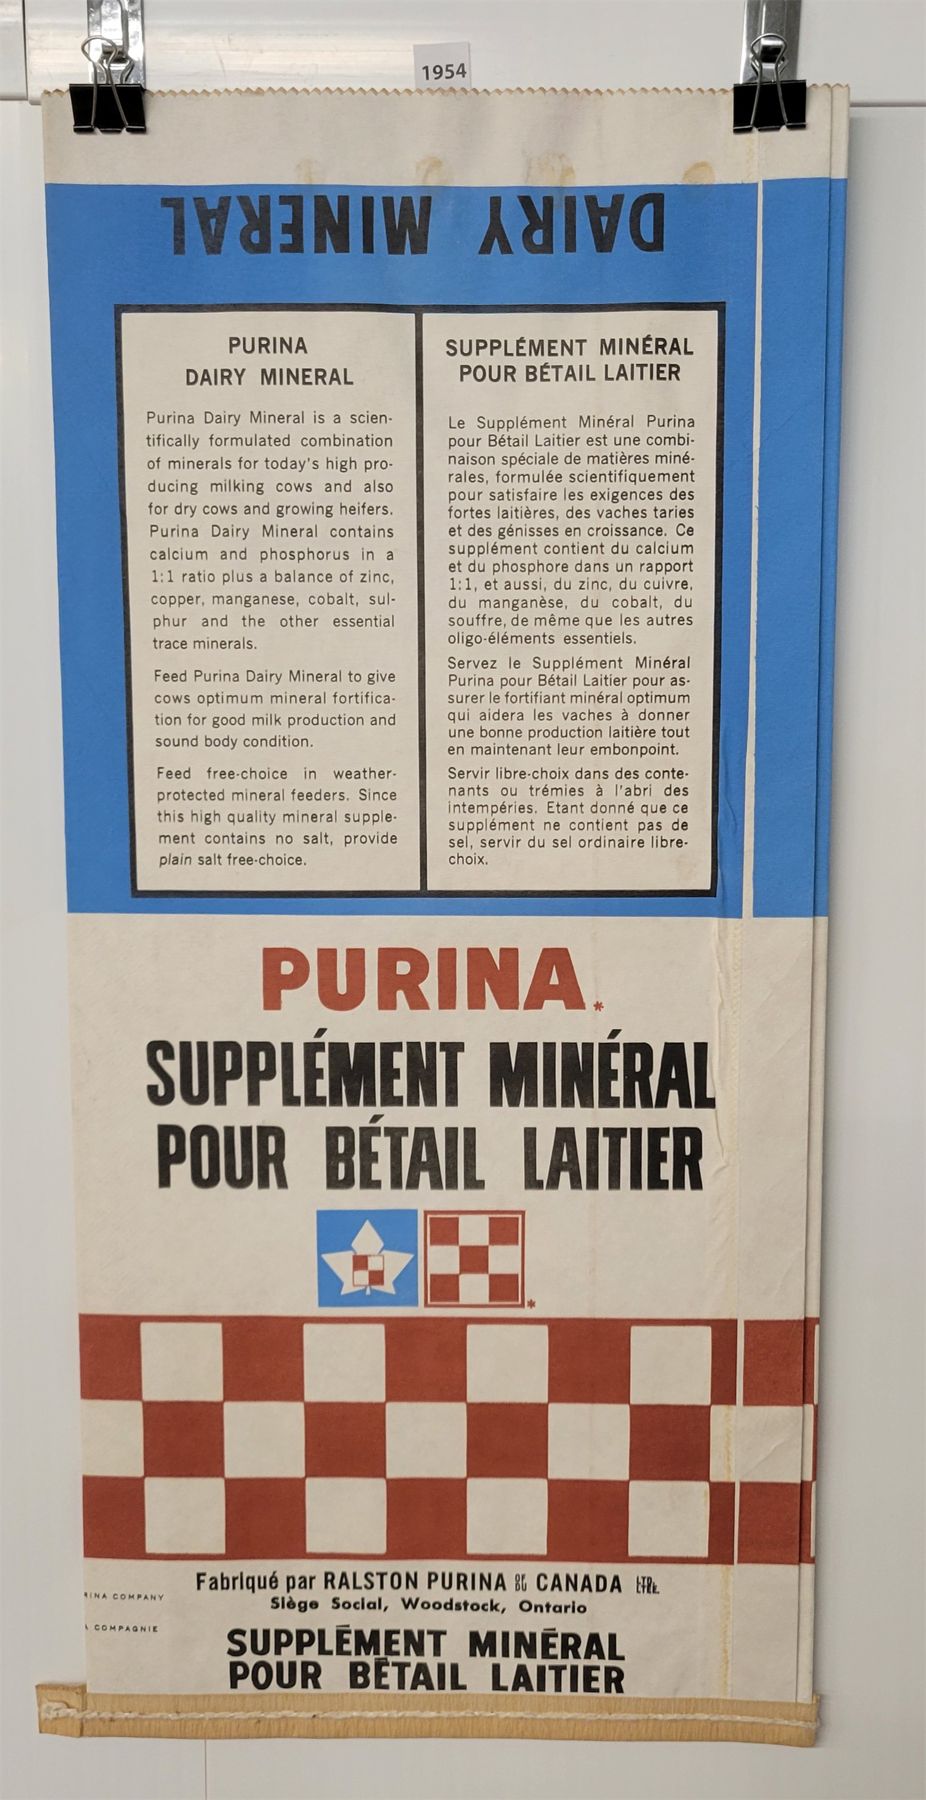 1954
DAIRY MINERAL
PURINA
DAIRY MINERAL
Purina Dairy Mineral is a scien-
tifically formulated combination
of minerals for today's high pro-
ducing milking cows and also
for dry cows and growing heifers.
Purina Dairy Mineral contains
calcium and phosphorus in a
1:1 ratio plus a balance of zinc,
copper, manganese, cobalt, sul-
phur and the other essential
trace minerals.
Feed Purina Dairy Mineral to give
cows optimum mineral fortifica-
tion for good milk production and
sound body condition.
Feed free-choice in weather-
protected mineral feeders. Since
this high quality mineral supple-
ment contains no salt, provide
plain salt free-choice.
SUPPLÉMENT MINÉRAL
POUR BÉTAIL LAITIER
Le Supplément Minéral Purina
pour Bétail Laitier est une combi-
naison spéciale de matières miné-
rales, formulée scientifiquement
pour satisfaire les exigences des
fortes laitières, des vaches taries
et des génisses en croissance. Ce
supplément contient du calcium
et du phosphore dans un rapport
1:1, et aussi, du zinc, du cuivre,
du manganèse, du cobalt, du
souffre, de même que les autres
oligo-éléments essentiels.
Servez le Supplément Minéral
Purina pour Bétail Laitier pour as-
surer le fortifiant minéral optimum
qui aidera les vaches à donner
une bonne production laitière tout
en maintenant leur embonpoint.
Servir libre-choix dans des conte-
nants ou trémies à l'abri des
intempéries. Etant donné que ce
supplément ne contient pas de
sel, servir du sel ordinaire libre-
choix.
PURINA*
SUPPLÉMENT MINÉRAL
POUR BÉTAIL LAITIER
*
Fabriqué par RALSTON PURINA OF DU CANADA LTD. LTÉE.
Siège Social, Woodstock, Ontario
RINA COMPANY
COMPAGNIE
SUPPLÉMENT MINÉRAL
POUR BÉTAIL LAITIER